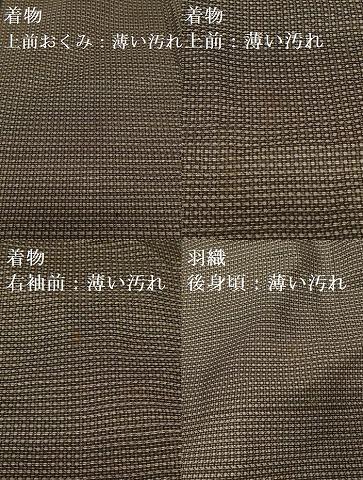 着物
上前おくみ：薄い汚れ
着物
上前：薄い汚れ
着物
右袖前：薄い汚れ
羽織
後身頃：薄い汚れ